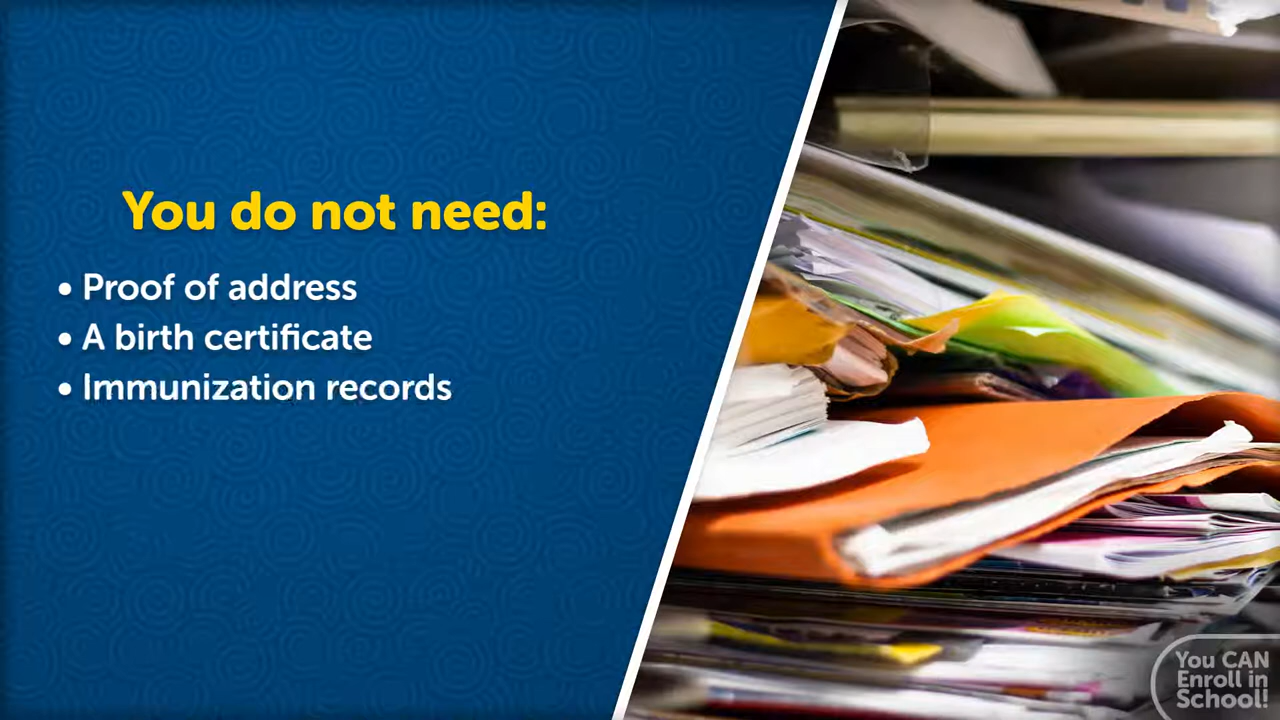 You do not need:
• Proof of address
• A birth certificate
• Immunization records
You CAN
Enroll in
School!